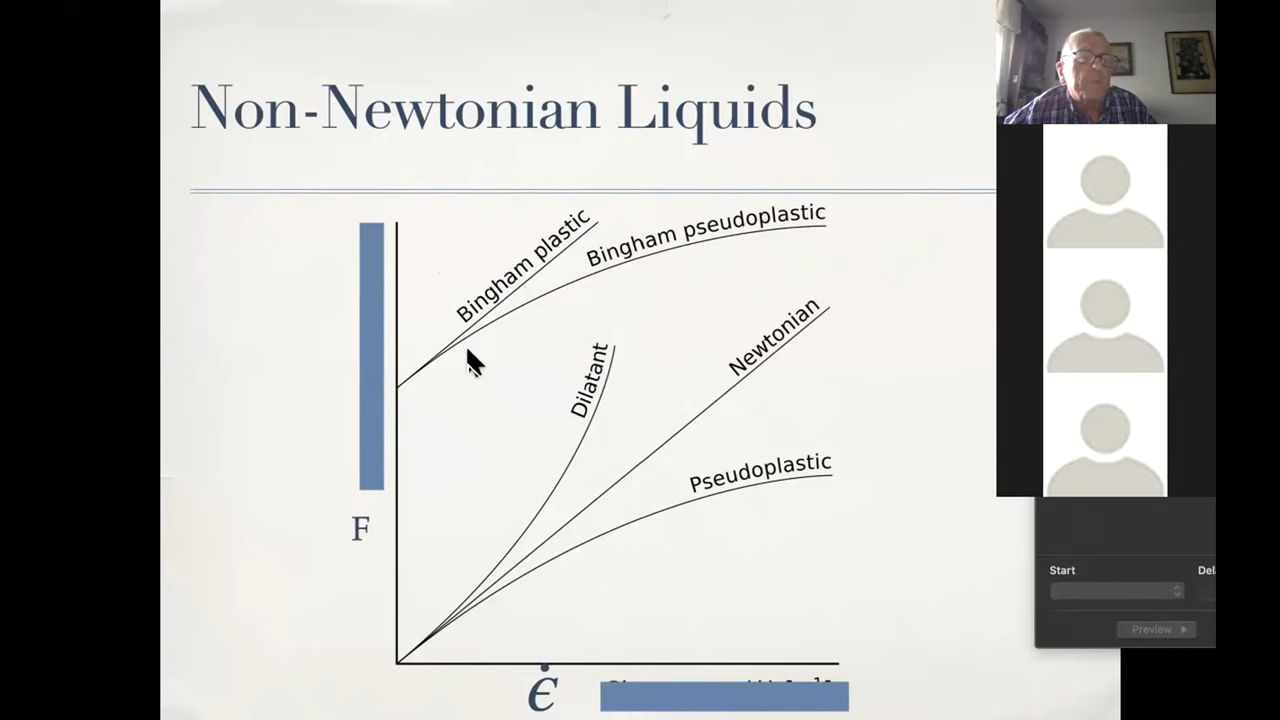 Non-Newtonian Liquids
Bingham plastic
Bingham pseudoplastic
Dilatant
Newtonian
Pseudoplastic
F
ϵ̇
Start
Preview